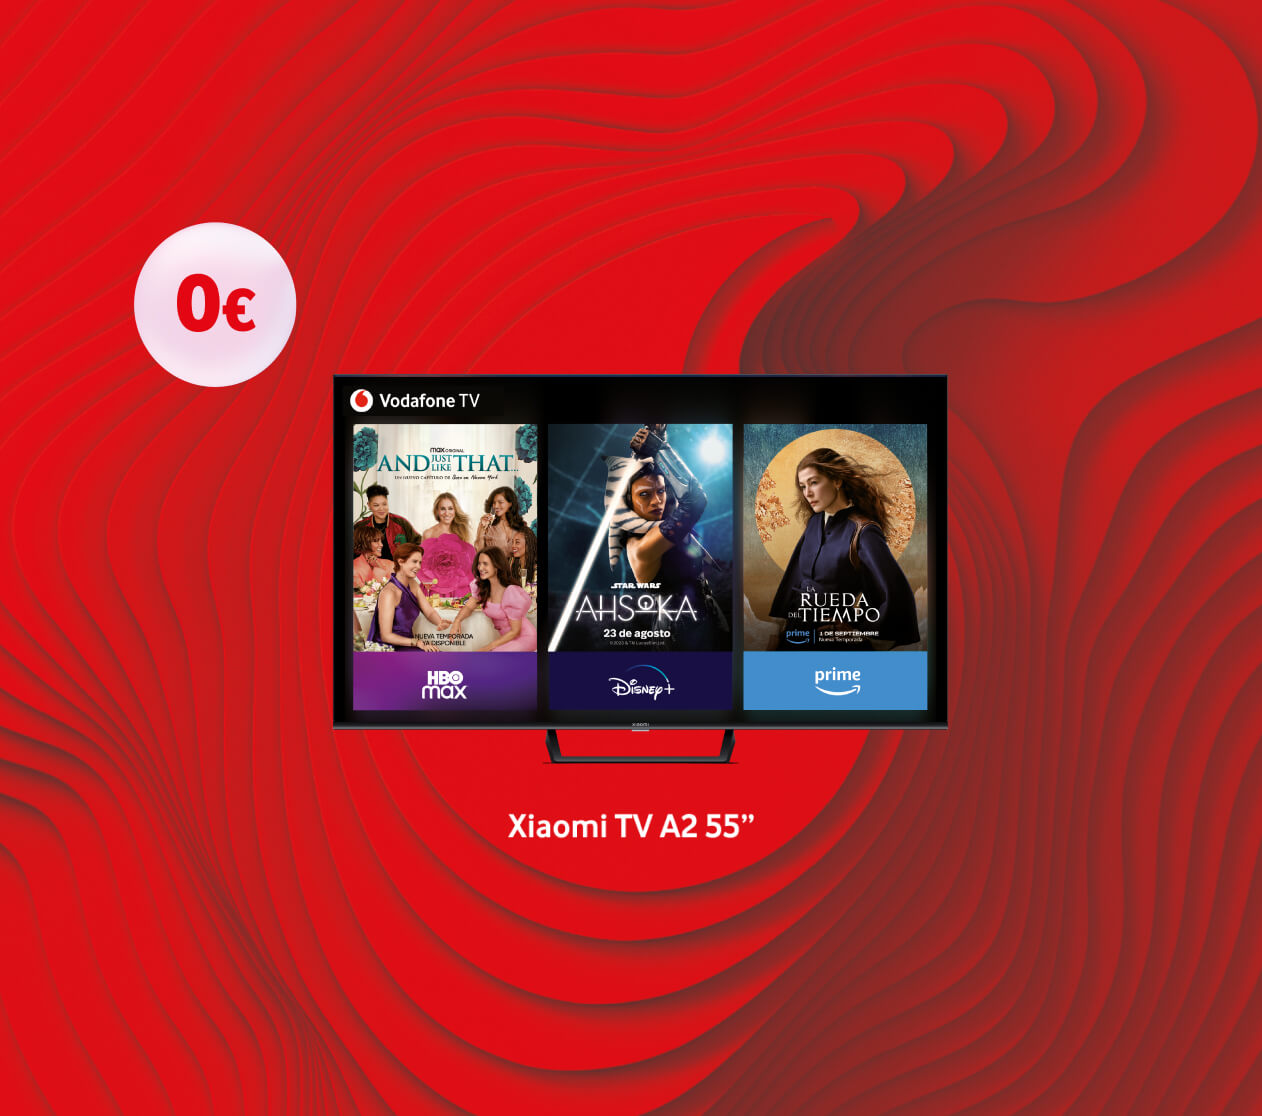 0€
Vodafone TV
max ORIGINAL
AND JUST LIKE THAT...
UN NUEVO CAPÍTULO DE Sexo en Nueva York
NUEVA TEMPORADA
YA DISPONIBLE
HBO
max
STAR WARS
AHSOKA
23 de agosto
Disney+
LA
RUEDA
DEL TIEMPO
prime | 1 DE SEPTIEMBRE
Nueva Temporada
prime
xiaomi
Xiaomi TV A2 55”